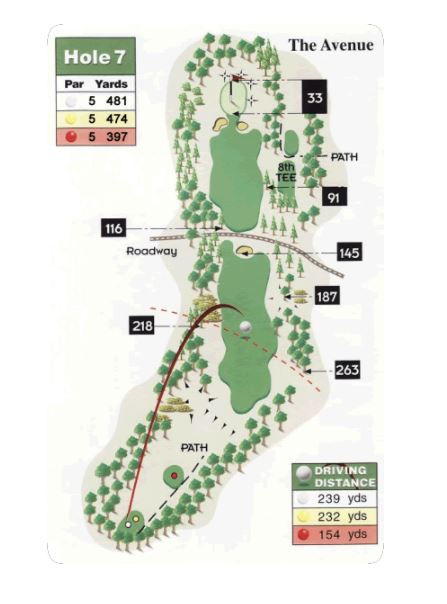 The Avenue
Hole 7
Par Yards
5 481
5 474
5 397
33
PATH
8th
TEE
91
116
Roadway
145
187
218
263
PATH
DRIVING
DISTANCE
239 yds
232 yds
154 yds